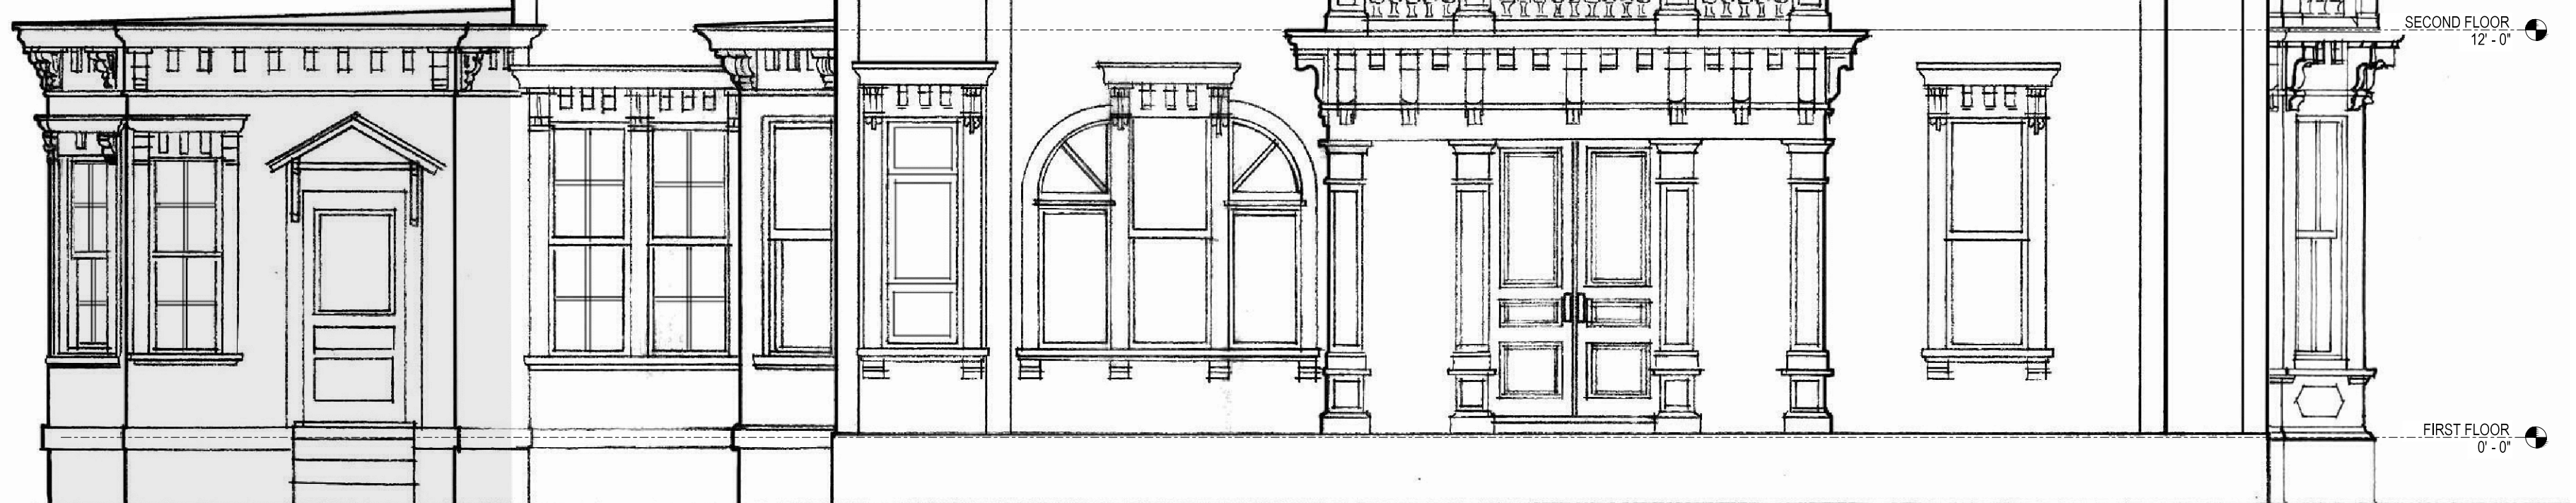 SECOND FLOOR
12' - 0"
FIRST FLOOR
0' - 0"